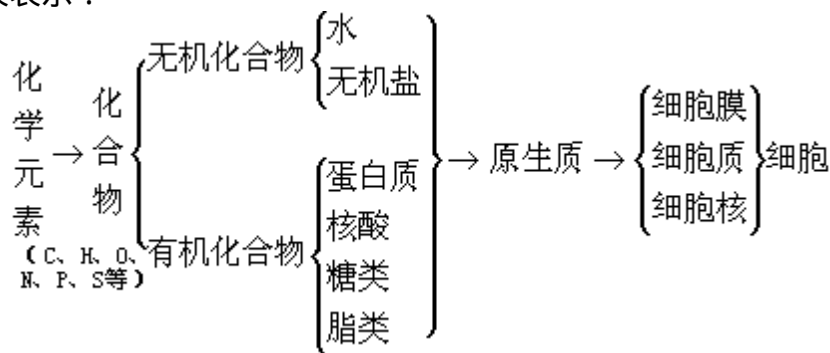 化学元素
（C、H、O、
N、P、S等）
→
化合物
无机化合物
水
无机盐
有机化合物
蛋白质
核酸
糖类
脂类
→ 原生质 →
细胞膜
细胞质
细胞核
细胞